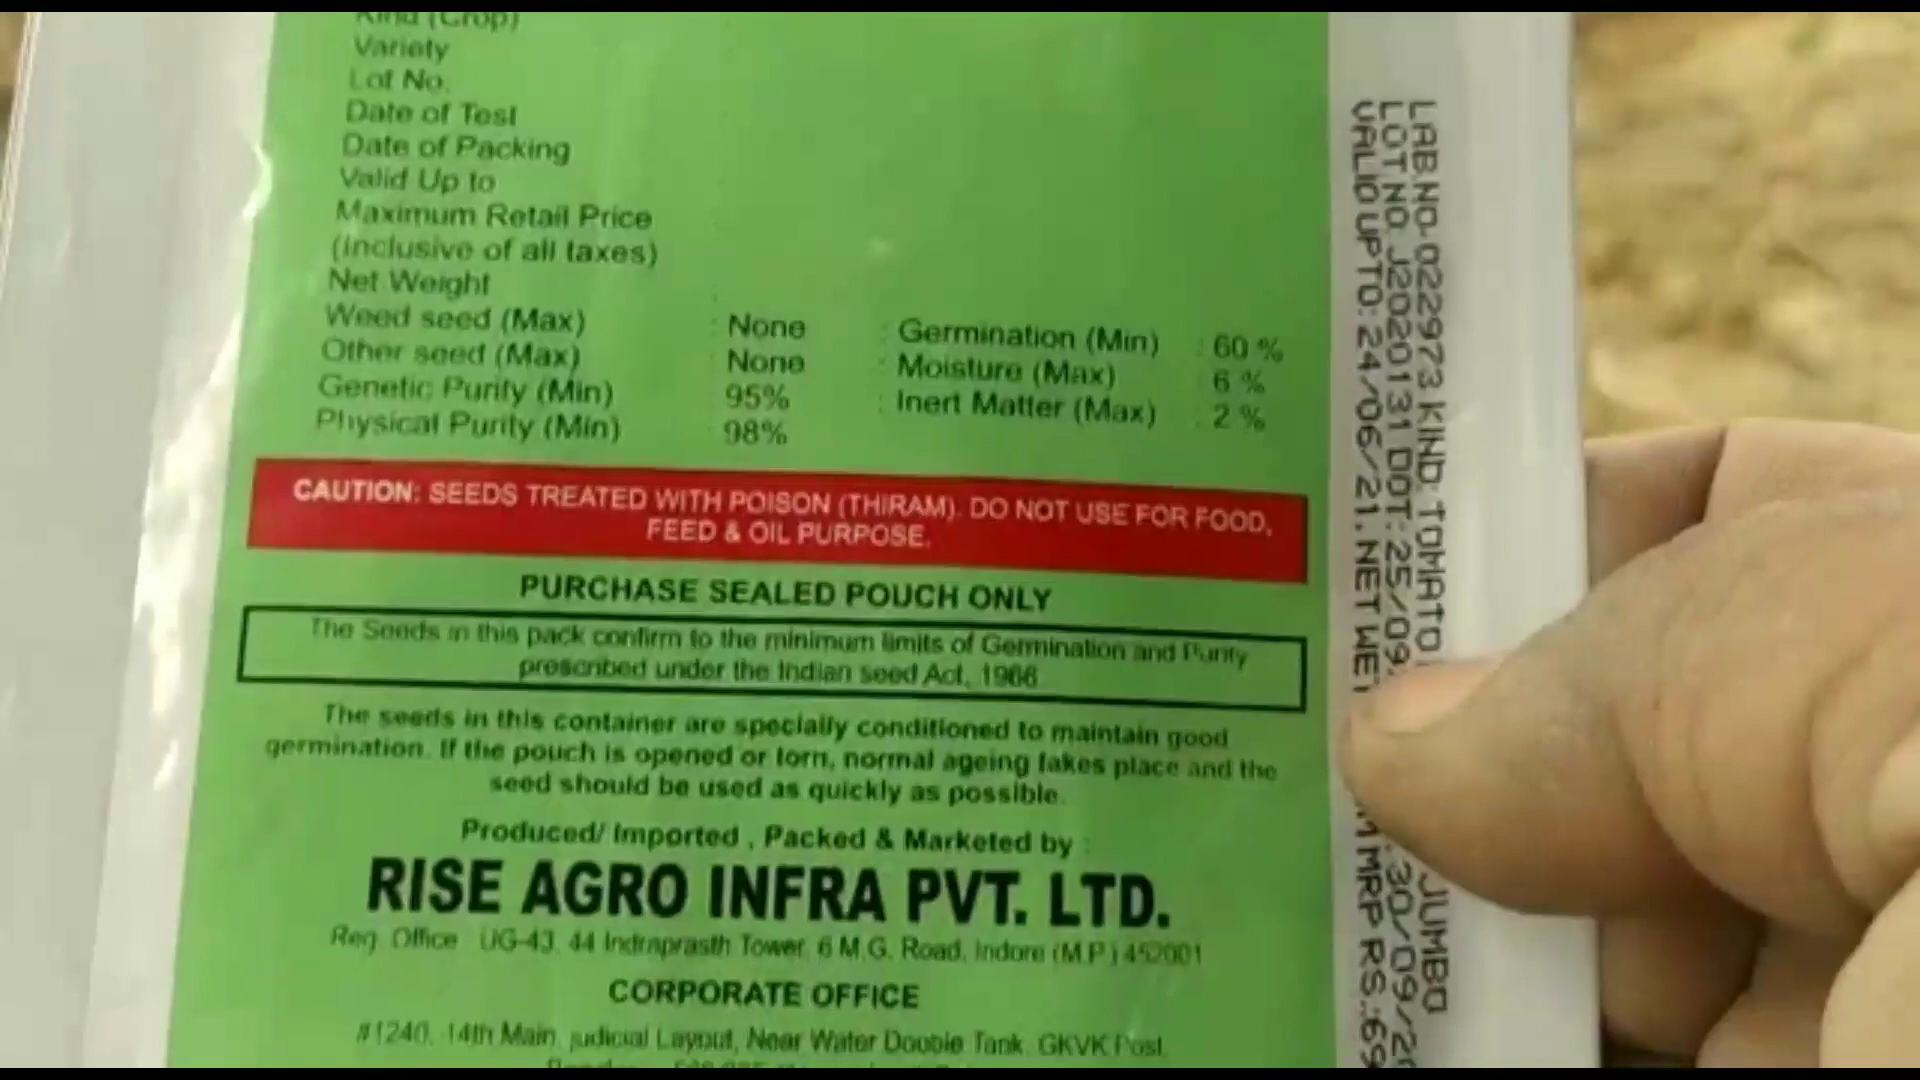 Kind (Crop)
Variety
Lot No.
Date of Test
Date of Packing
Valid Up to
Maximum Retail Price
(Inclusive of all taxes)
Net Weight
Weed seed (Max) : None : Germination (Min) : 60 %
Other seed (Max) : None : Moisture (Max) : 6 %
Genetic Purity (Min) : 95% : Inert Matter (Max) : 2 %
Physical Purity (Min) : 98%
CAUTION: SEEDS TREATED WITH POISON (THIRAM). DO NOT USE FOR FOOD,
FEED & OIL PURPOSE.
PURCHASE SEALED POUCH ONLY
The Seeds in this pack confirm to the minimum limits of Germination and Purity
prescribed under the Indian seed Act, 1966
The seeds in this container are specially conditioned to maintain good
germination. If the pouch is opened or torn, normal ageing takes place and the
seed should be used as quickly as possible.
Produced/ Imported , Packed & Marketed by :
RISE AGRO INFRA PVT. LTD.
Reg. Office : UG-43, 44 Indraprasth Tower, 6 M.G. Road, Indore (M.P.) 452001
CORPORATE OFFICE
#1240, 14th Main, judicial Layout, Near Water Double Tank, GKVK Post,
LAB NO. 022973 KIND: TOMATO JUMBO
LOT NO. J2020131 DOT: 25/09 30/09/2
VALID UPTO: 24/06/21. NET WE M MRP RS.:69